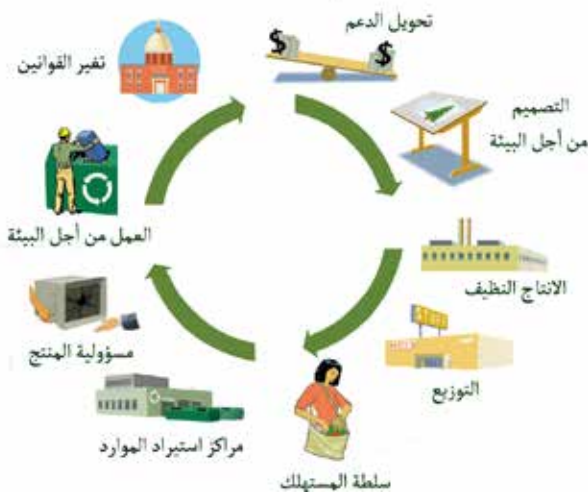 تحويل الدعم
التصميم
من أجل البيئة
الانتاج النظيف
التوزيع
سلطة المستهلك
مراكز استيراد الموارد
مسؤولية المنتج
العمل من أجل البيئة
تغير القوانين
$
$